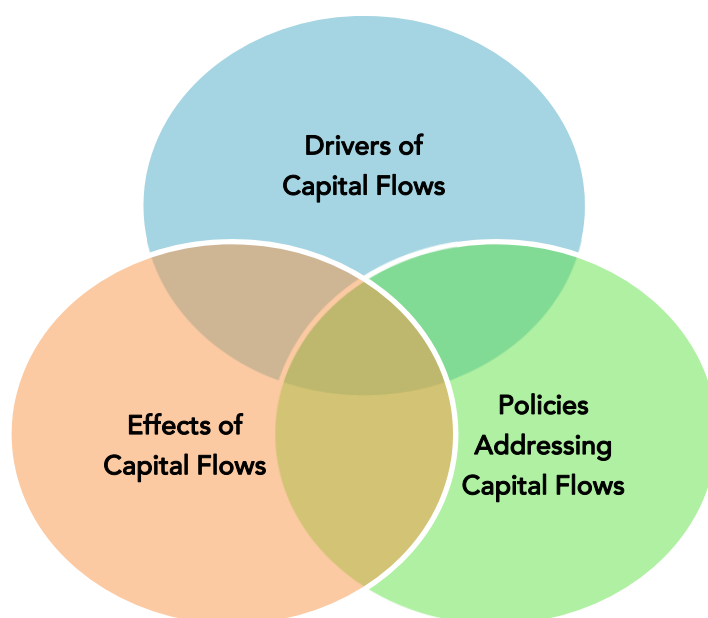 Drivers of
Capital Flows
Effects of
Capital Flows
Policies
Addressing
Capital Flows